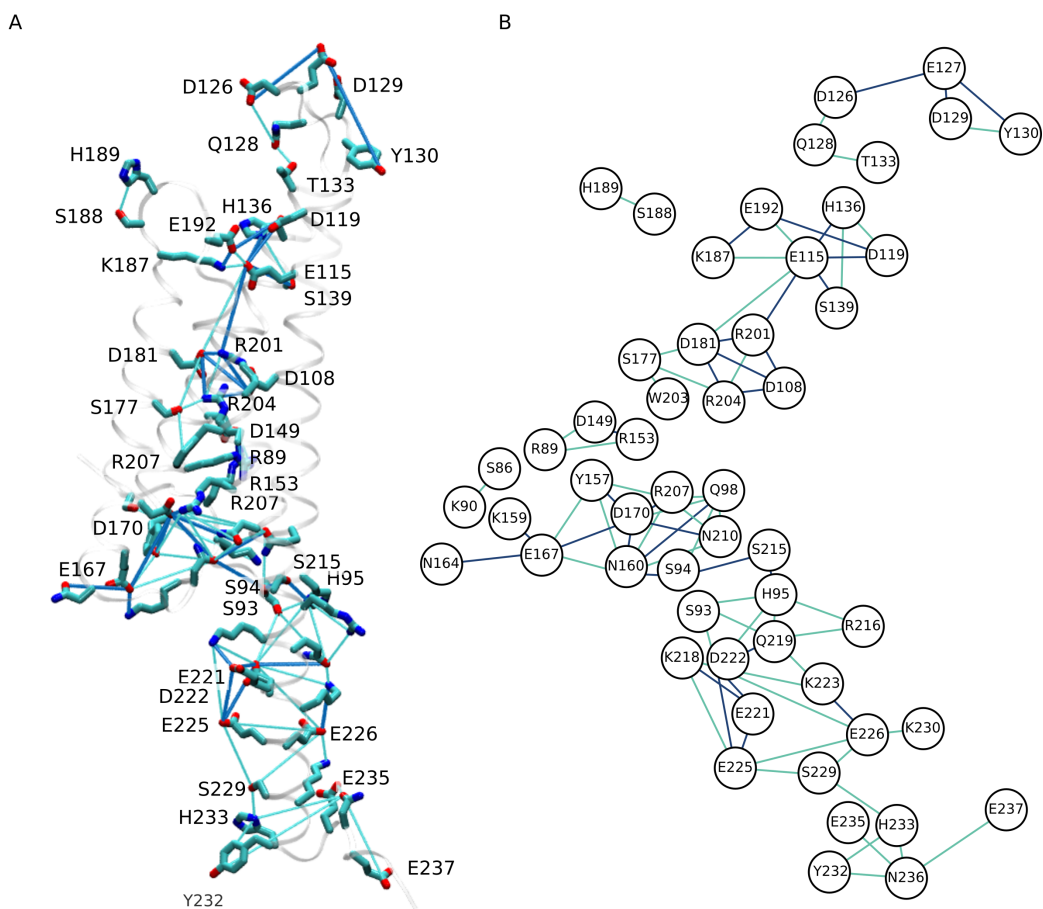 A
D126
D129
Q128
Y130
H189
T133
S188
H136
E192
D119
K187
E115
S139
D181
R201
D108
S177
R204
D149
R207
R89
R153
R207
D170
S215
E167
S94
H95
S93
E221
D222
E225
E226
S229
E235
H233
E237
Y232
B
E127
D126
D129
Y130
Q128
T133
H189
S188
E192
H136
K187
E115
D119
S139
R201
D181
S177
D108
W203
R204
D149
R153
R89
S86
Y157
R207
Q98
K90
K159
D170
N210
N164
E167
N160
S94
S215
H95
S93
R216
Q219
K218
D222
K223
E221
E226
K230
E225
S229
E235
H233
E237
Y232
N236